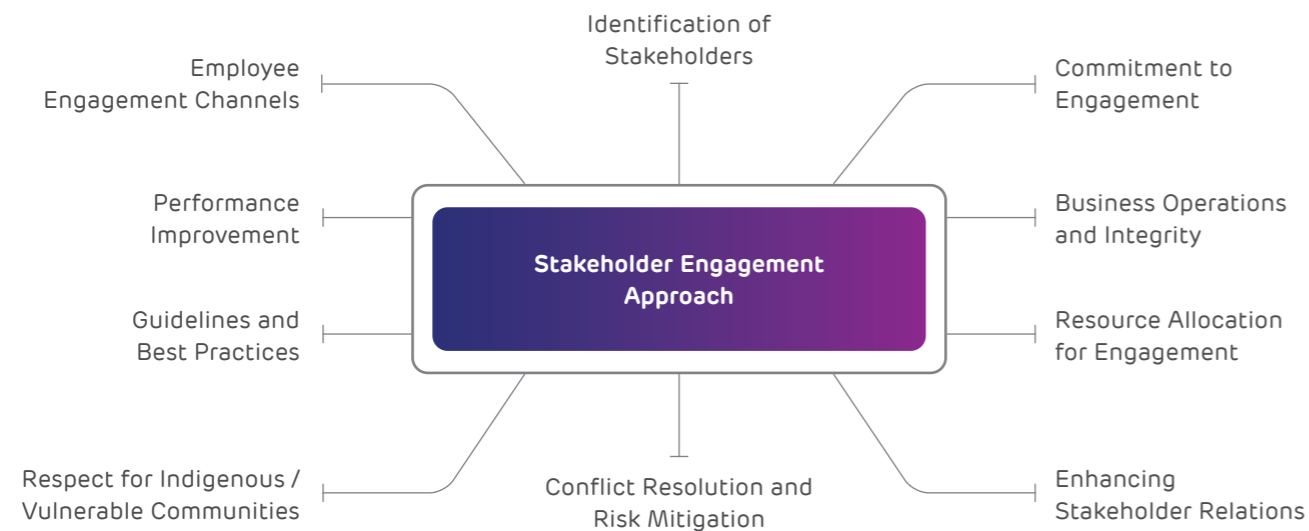 Identification of
Stakeholders
Employee
Engagement Channels
Commitment to
Engagement
Performance
Improvement
Business Operations
and Integrity
Stakeholder Engagement
Approach
Guidelines and
Best Practices
Resource Allocation
for Engagement
Respect for Indigenous /
Vulnerable Communities
Conflict Resolution and
Risk Mitigation
Enhancing
Stakeholder Relations